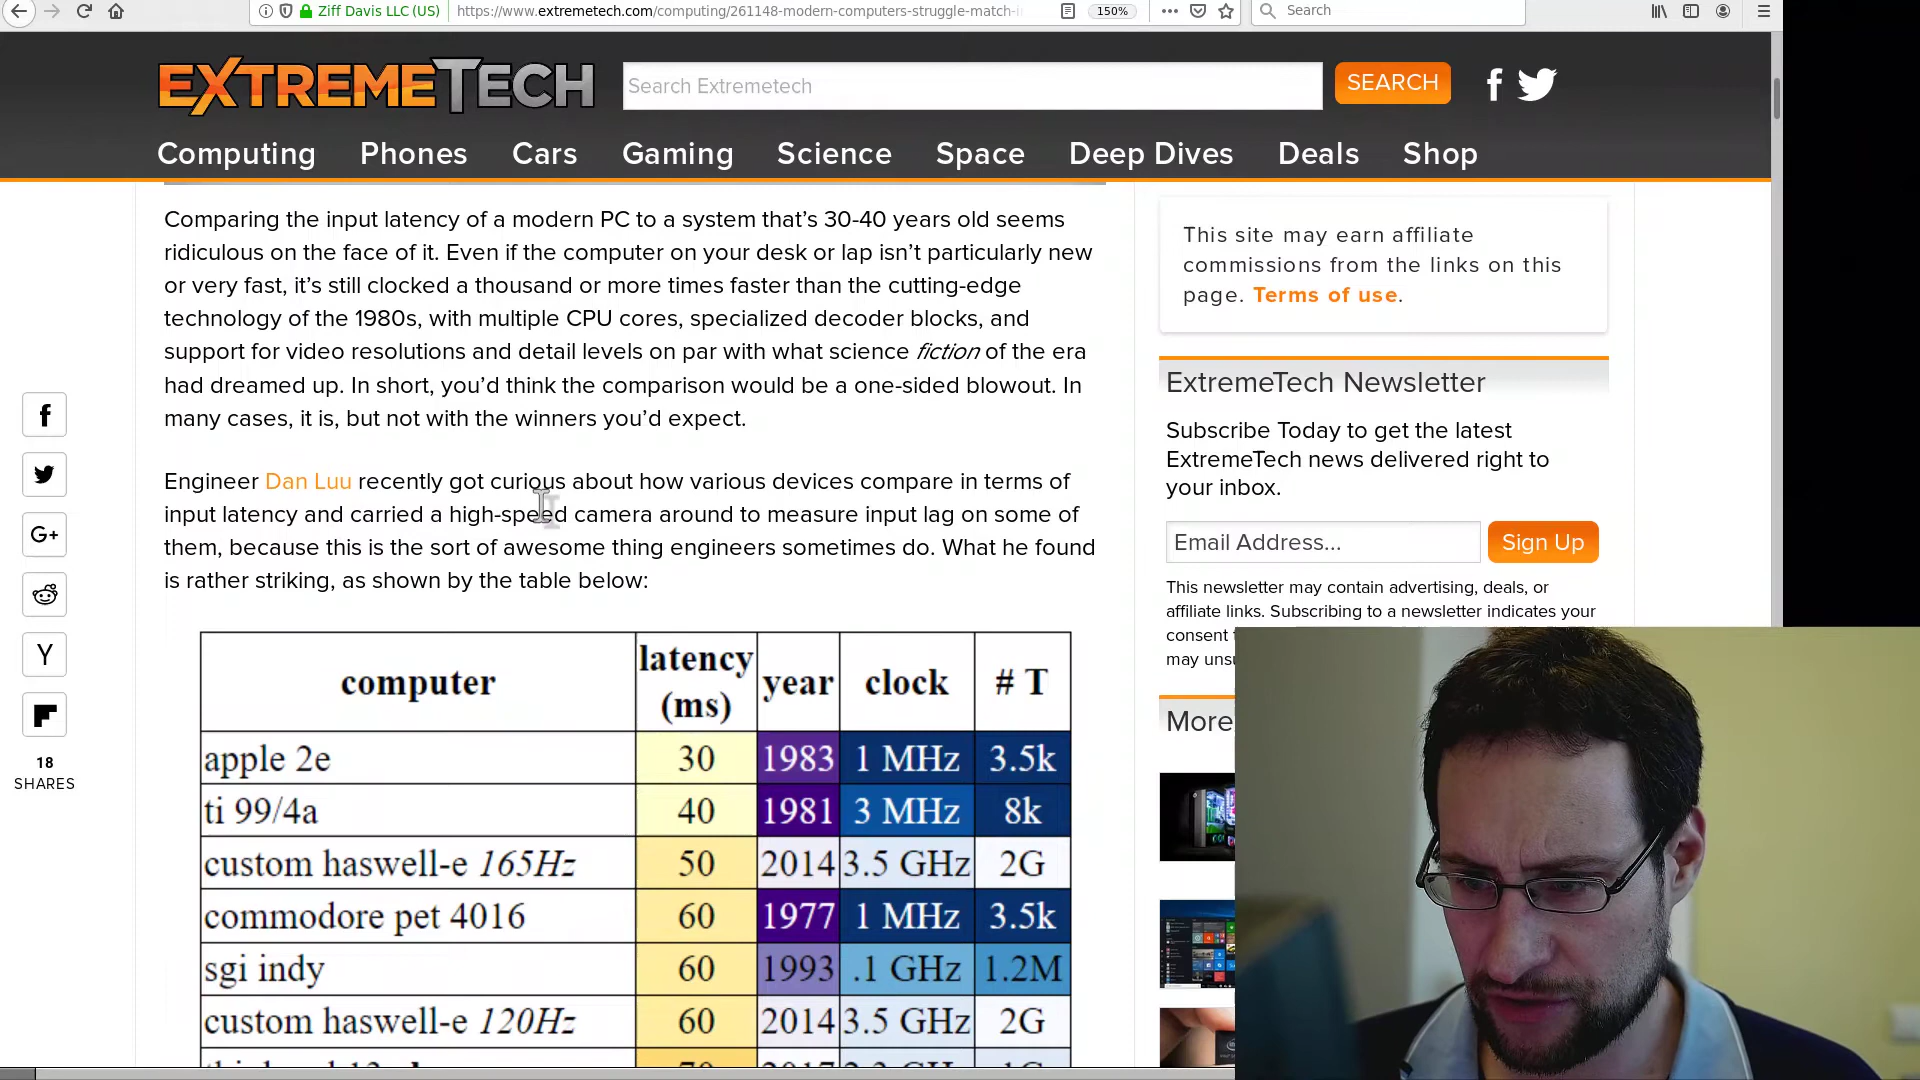 Ziff Davis LLC (US)
https://www.extremetech.com/computing/261148-modern-computers-struggle-match-i
150%
Search
EXTREMETECH
Search Extremetech
SEARCH
Computing Phones Cars Gaming Science Space Deep Dives Deals Shop
Comparing the input latency of a modern PC to a system that’s 30-40 years old seems
ridiculous on the face of it. Even if the computer on your desk or lap isn’t particularly new
or very fast, it’s still clocked a thousand or more times faster than the cutting-edge
technology of the 1980s, with multiple CPU cores, specialized decoder blocks, and
support for video resolutions and detail levels on par with what science fiction of the era
had dreamed up. In short, you’d think the comparison would be a one-sided blowout. In
many cases, it is, but not with the winners you’d expect.
Engineer Dan Luu recently got curious about how various devices compare in terms of
input latency and carried a high-speed camera around to measure input lag on some of
them, because this is the sort of awesome thing engineers sometimes do. What he found
is rather striking, as shown by the table below:
computer latency (ms) year clock # T
apple 2e 30 1983 1 MHz 3.5k
ti 99/4a 40 1981 3 MHz 8k
custom haswell-e 165Hz 50 2014 3.5 GHz 2G
commodore pet 4016 60 1977 1 MHz 3.5k
sgi indy 60 1993 .1 GHz 1.2M
custom haswell-e 120Hz 60 2014 3.5 GHz 2G
G+
Y
18
SHARES
This site may earn affiliate
commissions from the links on this
page. Terms of use.
ExtremeTech Newsletter
Subscribe Today to get the latest
ExtremeTech news delivered right to
your inbox.
Email Address...
Sign Up
This newsletter may contain advertising, deals, or
affiliate links. Subscribing to a newsletter indicates your
consent
may
More